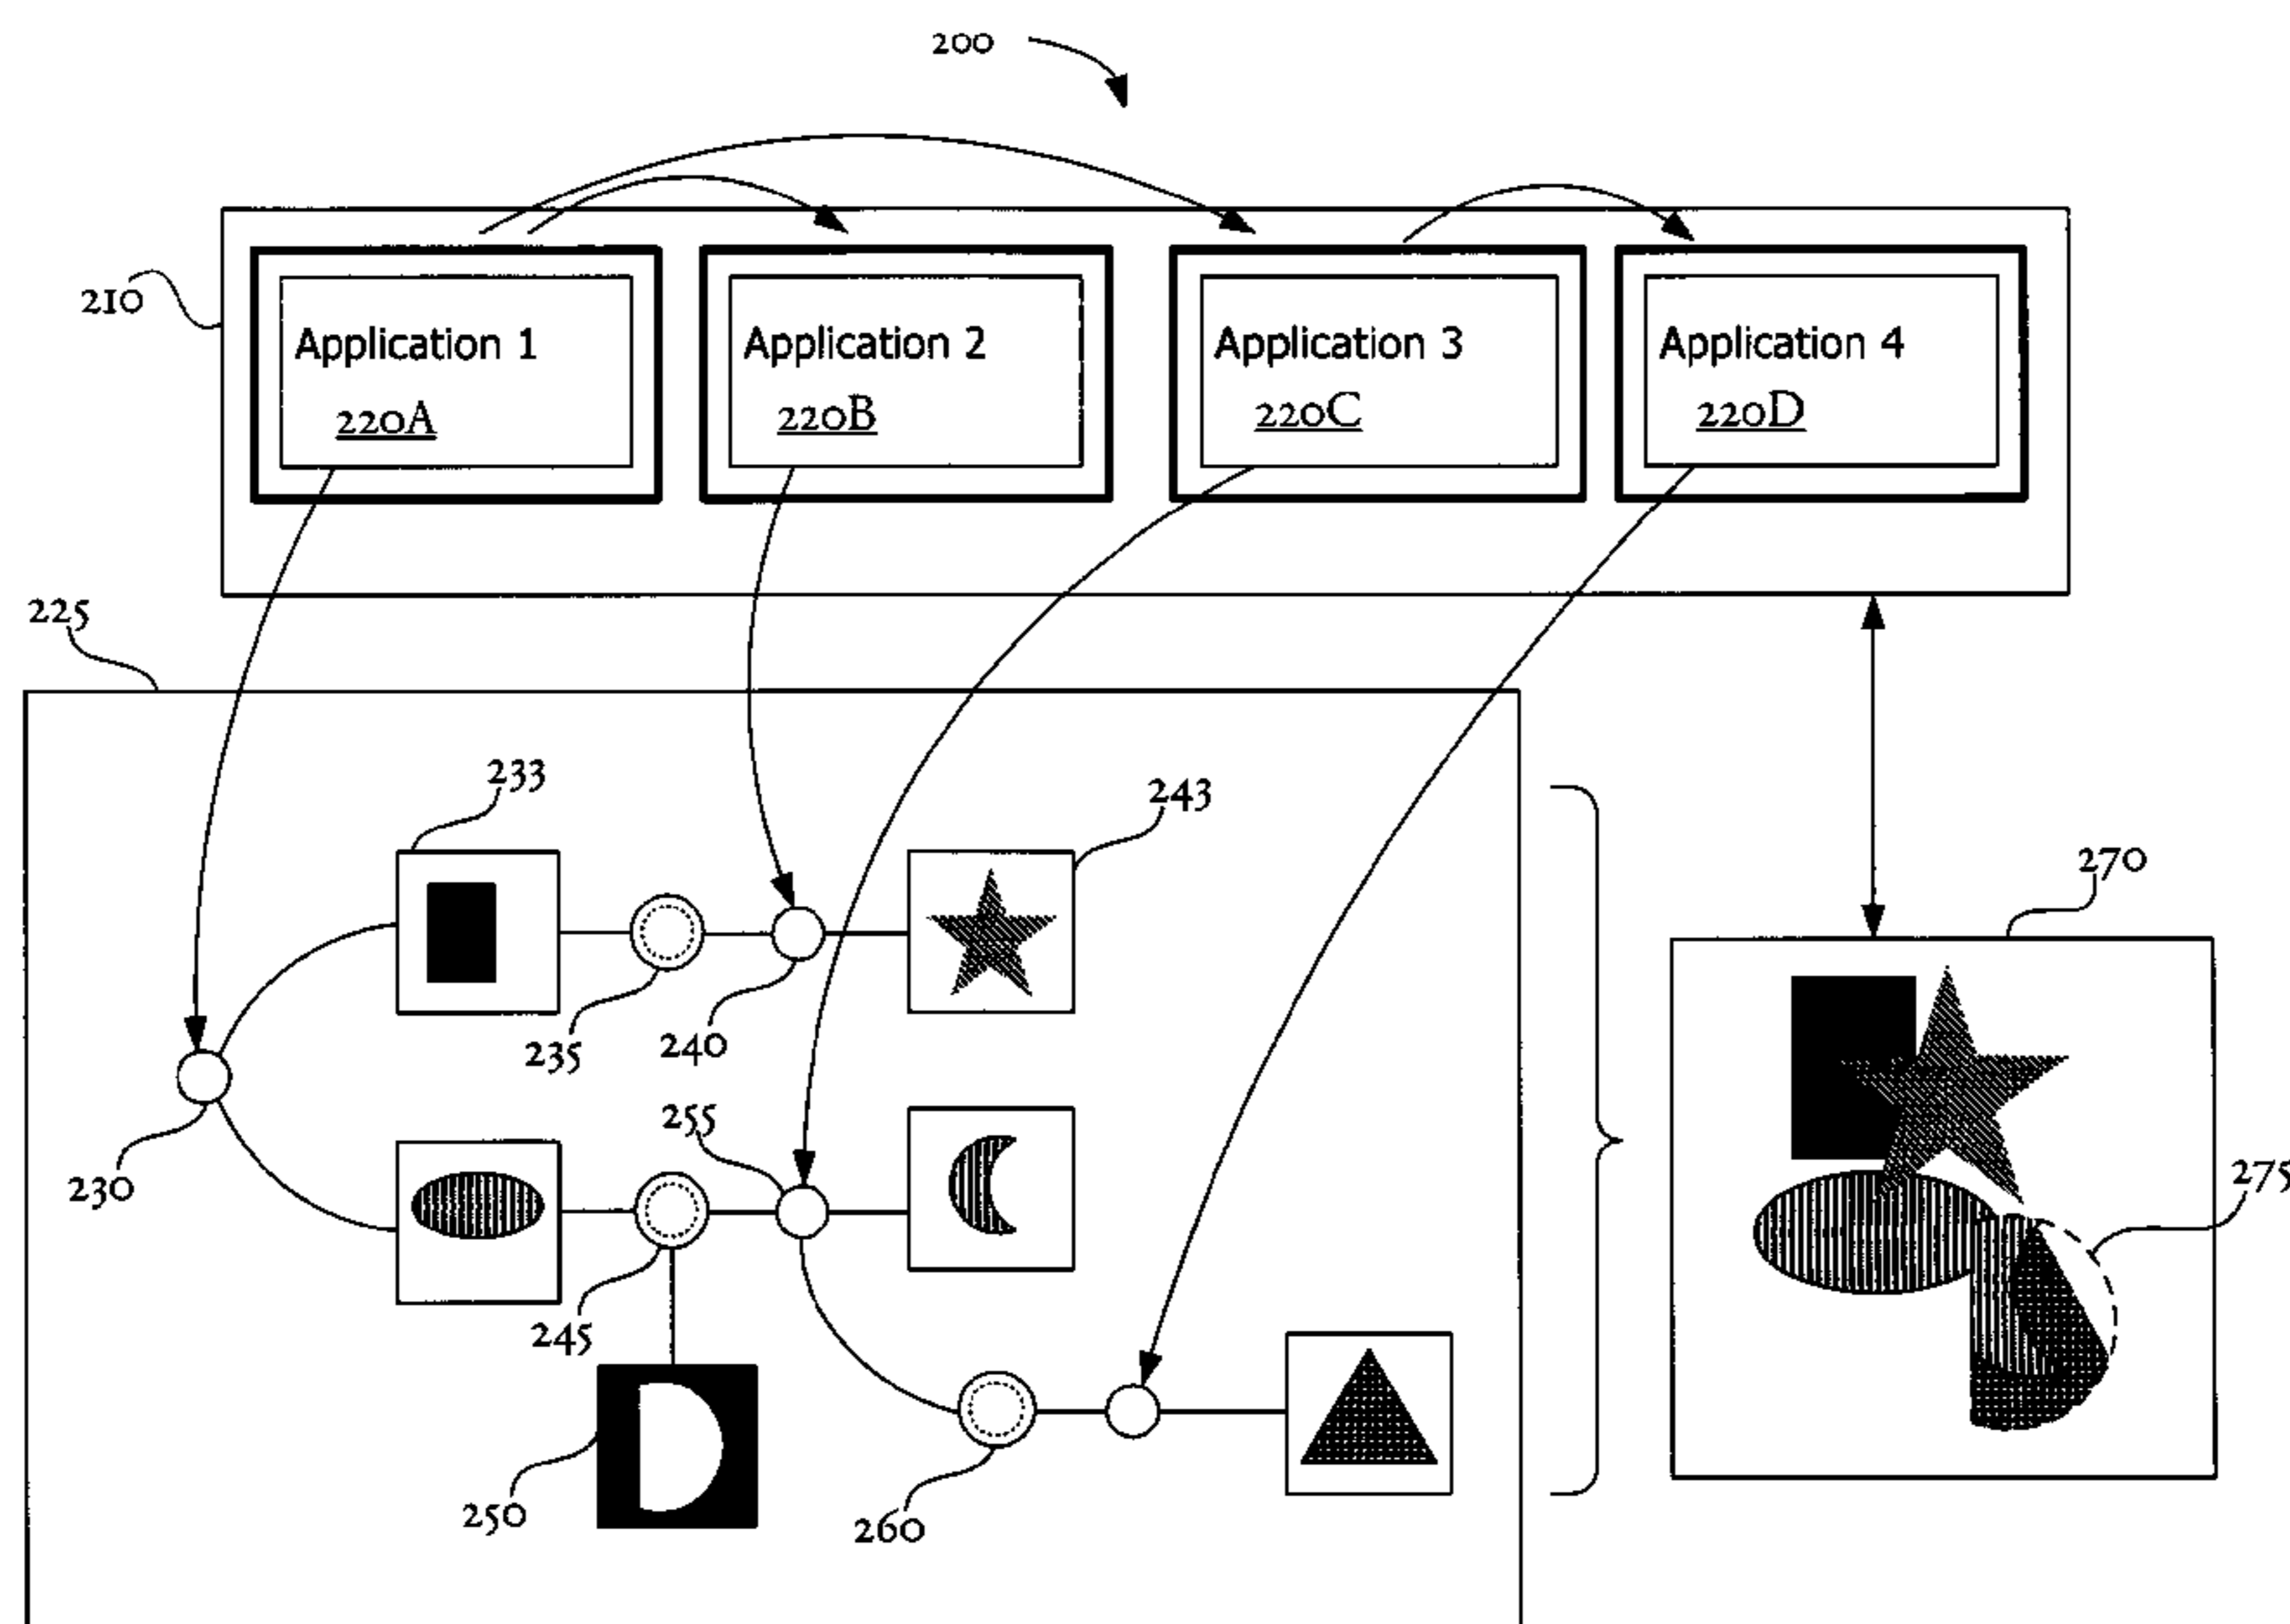 200
210
Application 1
220A
Application 2
220B
Application 3
220C
Application 4
220D
225
233
243
270
235
240
255
230
275
245
250
260